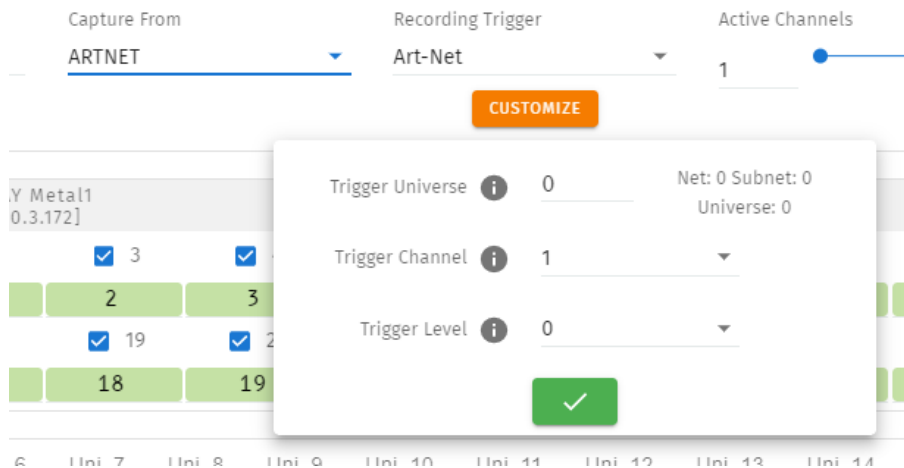 Capture From
Recording Trigger
Active Channels
ARTNET
Art-Net
1
CUSTOMIZE
Y Metal1
0.3.172]
Trigger Universe
0
Net: 0 Subnet: 0
Universe: 0
3
Trigger Channel
1
2
3
Trigger Level
0
19
2
18
19
6
Uni. 7
Uni. 8
Uni. 9
Uni. 10
Uni. 11
Uni. 12
Uni. 13
Uni. 14